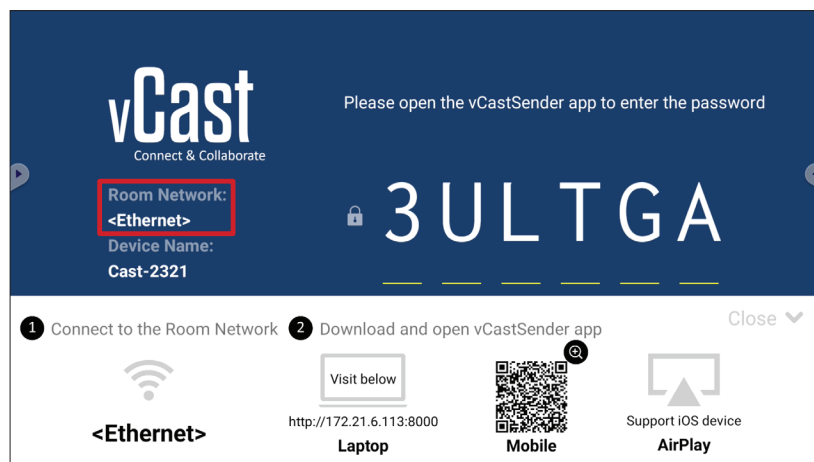 vCast
Connect & Collaborate
Please open the vCastSender app to enter the password
Room Network:
<Ethernet>
Device Name:
Cast-2321
3ULTGA
Close
1 Connect to the Room Network
2 Download and open vCastSender app
<Ethernet>
Visit below
http://172.21.6.113:8000
Laptop
Mobile
Support iOS device
AirPlay